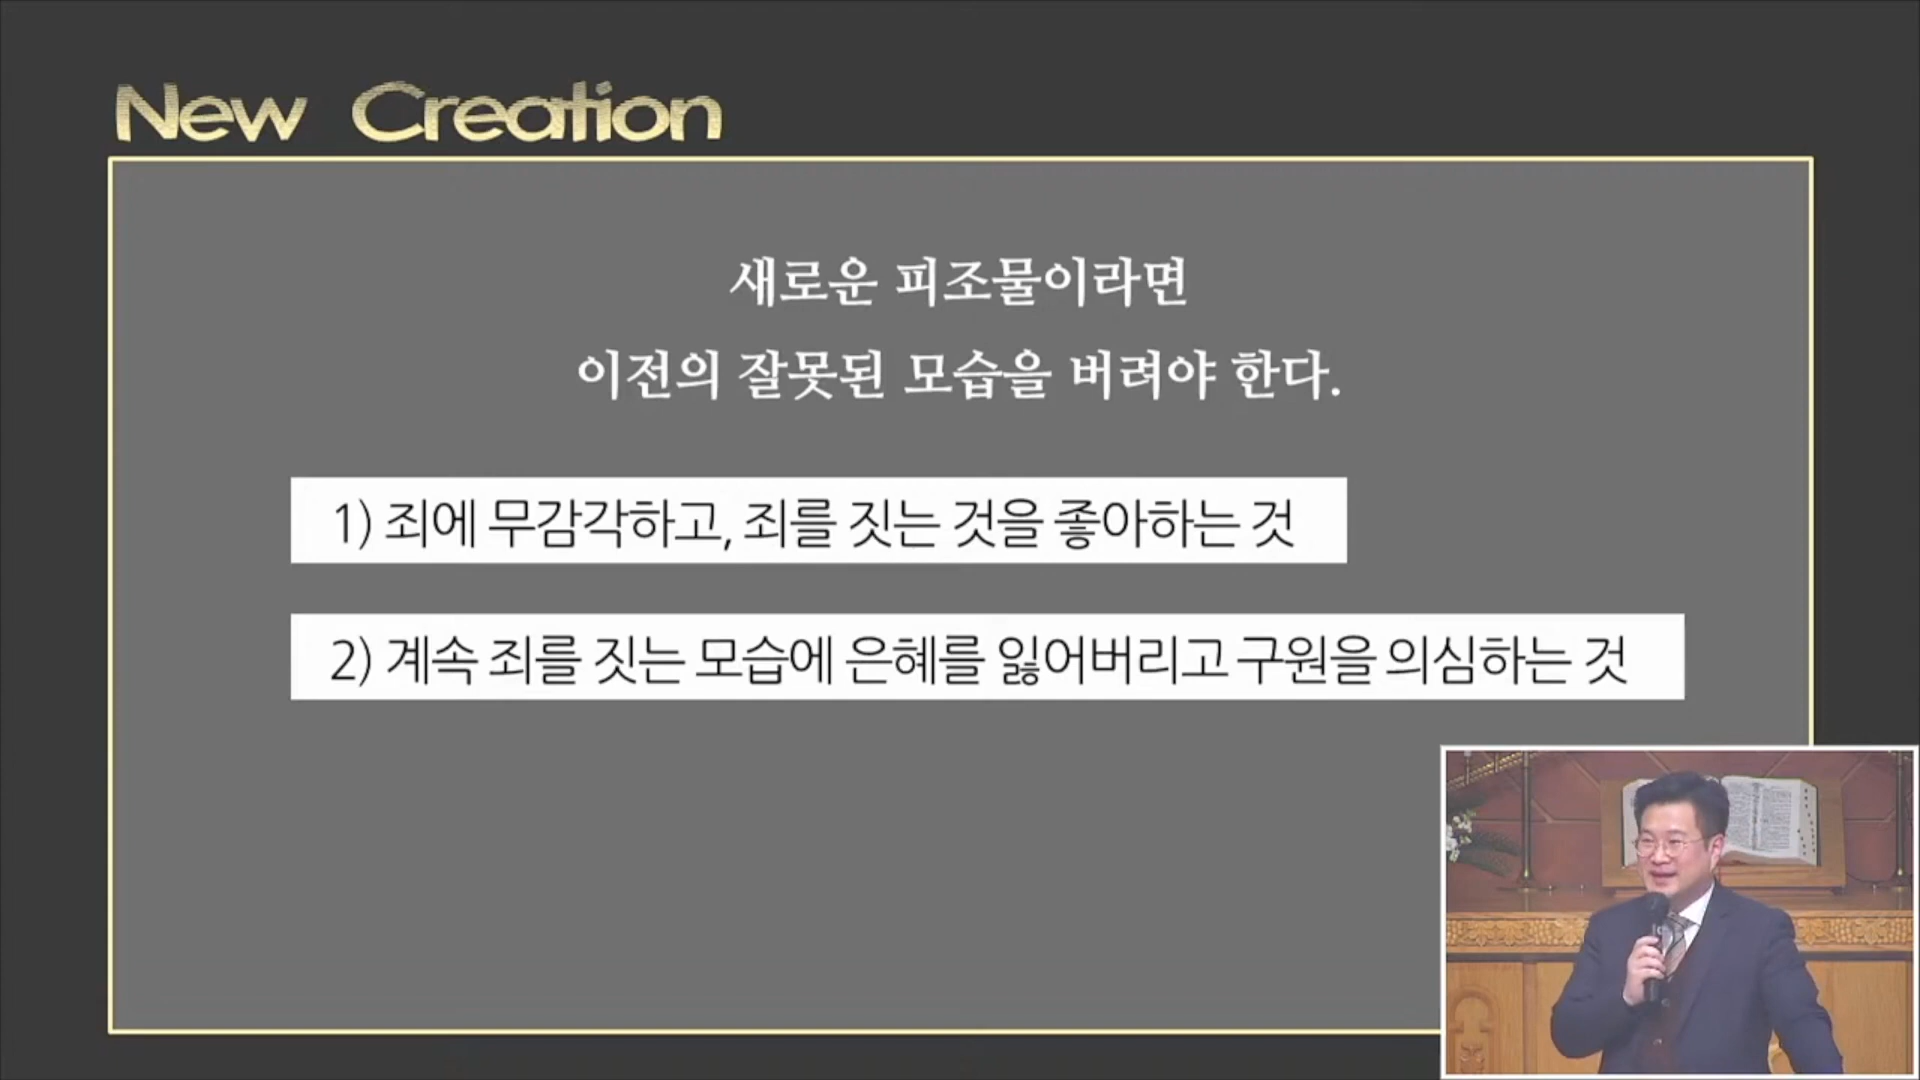 New Creation
새로운 피조물이라면
이전의 잘못된 모습을 버려야 한다.
1) 죄에 무감각하고, 죄를 짓는 것을 좋아하는 것
2) 계속 죄를 짓는 모습에 은혜를 잃어버리고 구원을 의심하는 것